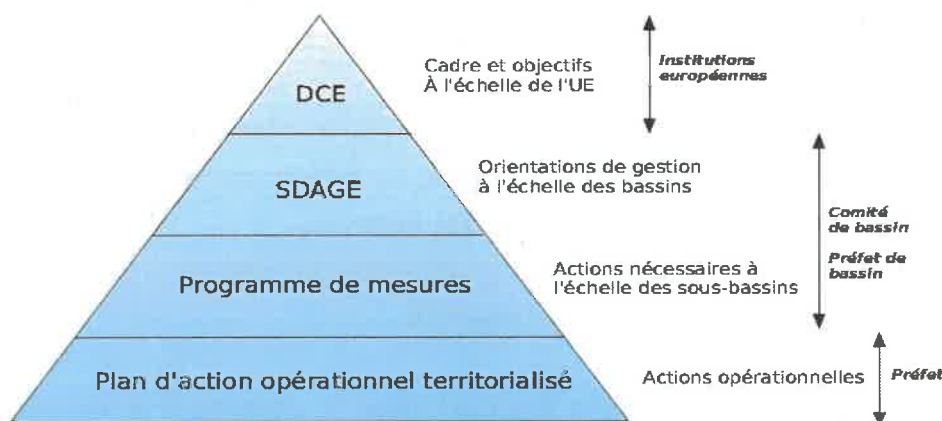 DCE
Cadre et objectifs
À l'échelle de l'UE
Institutions
européennes
SDAGE
Orientations de gestion
à l'échelle des bassins
Comité
de bassin
Préfet de
bassin
Programme de mesures
Actions nécessaires à
l'échelle des sous-bassins
Plan d'action opérationnel territorialisé
Actions opérationnelles
Préfet